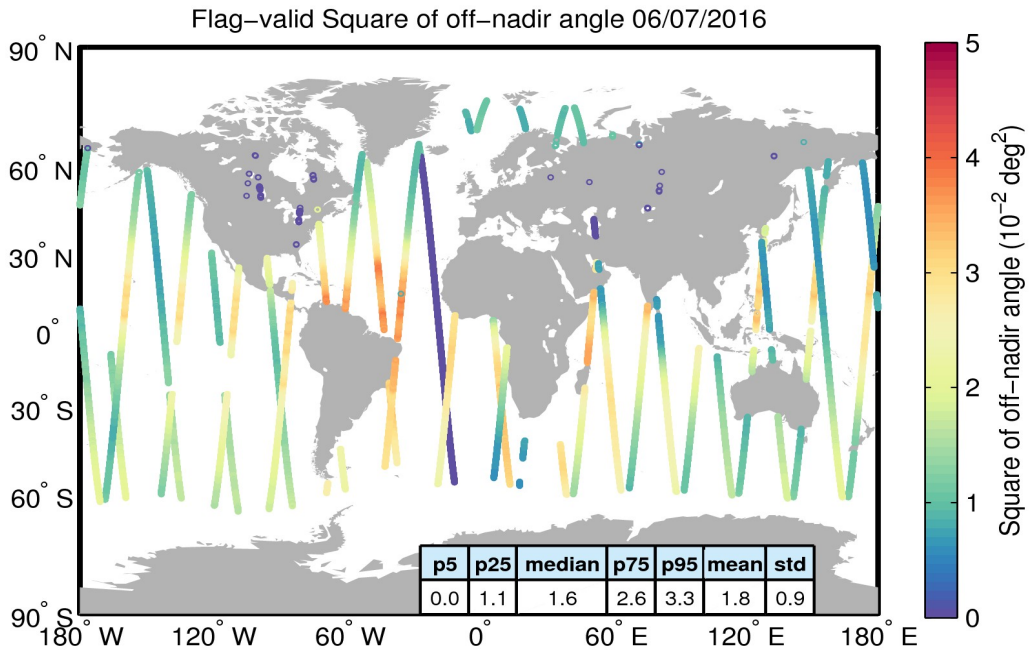 Flag−valid Square of off−nadir angle 06/07/2016
90° N
60° N
30° N
0°
30° S
60° S
90° S
180° W
120° W
60° W
0°
60° E
120° E
180° E
p5 p25 median p75 p95 mean std
0.0 1.1 1.6 2.6 3.3 1.8 0.9
5
4
3
2
1
0
Square of off−nadir angle (10⁻² deg²)